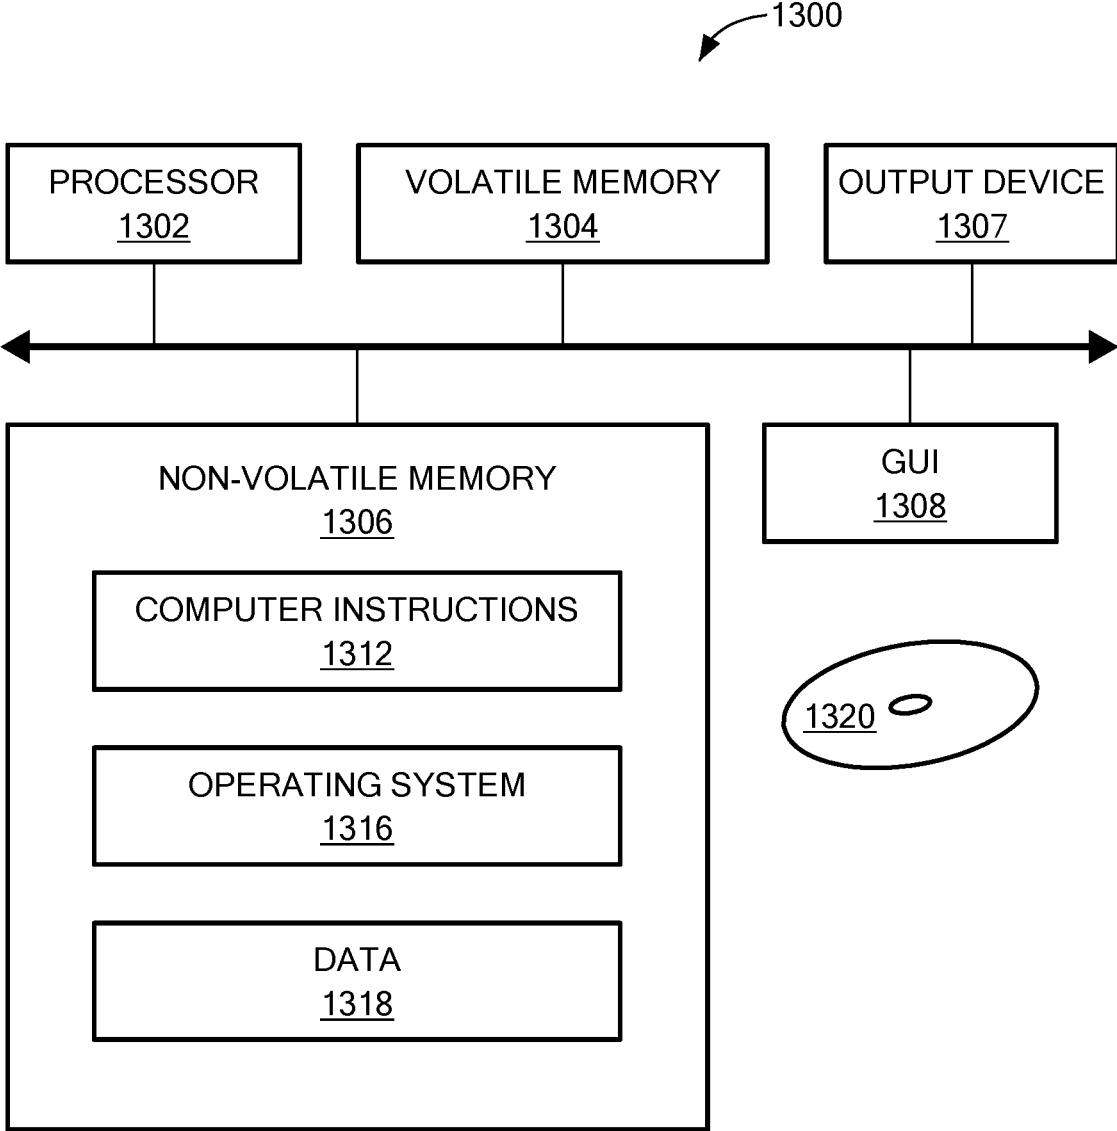 1300
PROCESSOR
1302
VOLATILE MEMORY
1304
OUTPUT DEVICE
1307
NON-VOLATILE MEMORY
1306
COMPUTER INSTRUCTIONS
1312
OPERATING SYSTEM
1316
DATA
1318
GUI
1308
1320